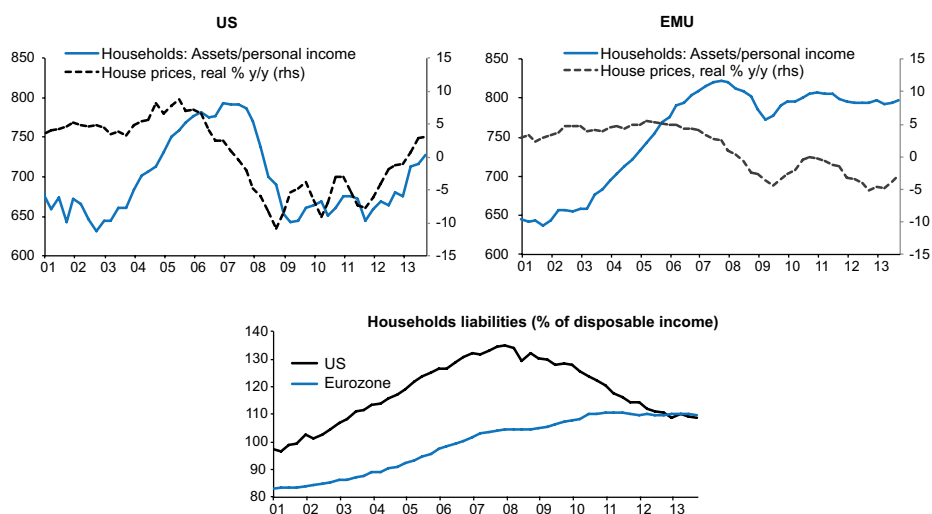 US
Households: Assets/personal income
House prices, real % y/y (rhs)
850
800
750
700
650
600
15
10
5
0
-5
-10
-15
01 02 03 04 05 06 07 08 09 10 11 12 13
EMU
Households: Assets/personal income
House prices, real % y/y (rhs)
850
800
750
700
650
600
15
10
5
0
-5
-10
-15
01 02 03 04 05 06 07 08 09 10 11 12 13
Households liabilities (% of disposable income)
US
Eurozone
140
130
120
110
100
90
80
01 02 03 04 05 06 07 08 09 10 11 12 13